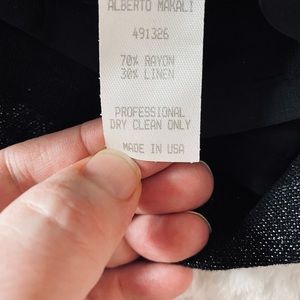 ALBERTO MAKALI
491326
70% RAYON
30% LINEN
PROFESSIONAL
DRY CLEAN ONLY
MADE IN USA